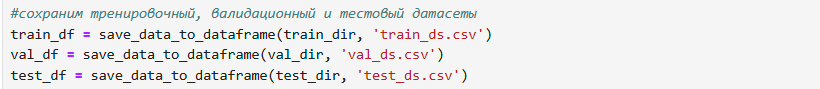 #сохраним тренировочный, валидационный и тестовый датасеты
train_df = save_data_to_dataframe(train_dir, 'train_ds.csv')
val_df = save_data_to_dataframe(val_dir, 'val_ds.csv')
test_df = save_data_to_dataframe(test_dir, 'test_ds.csv')